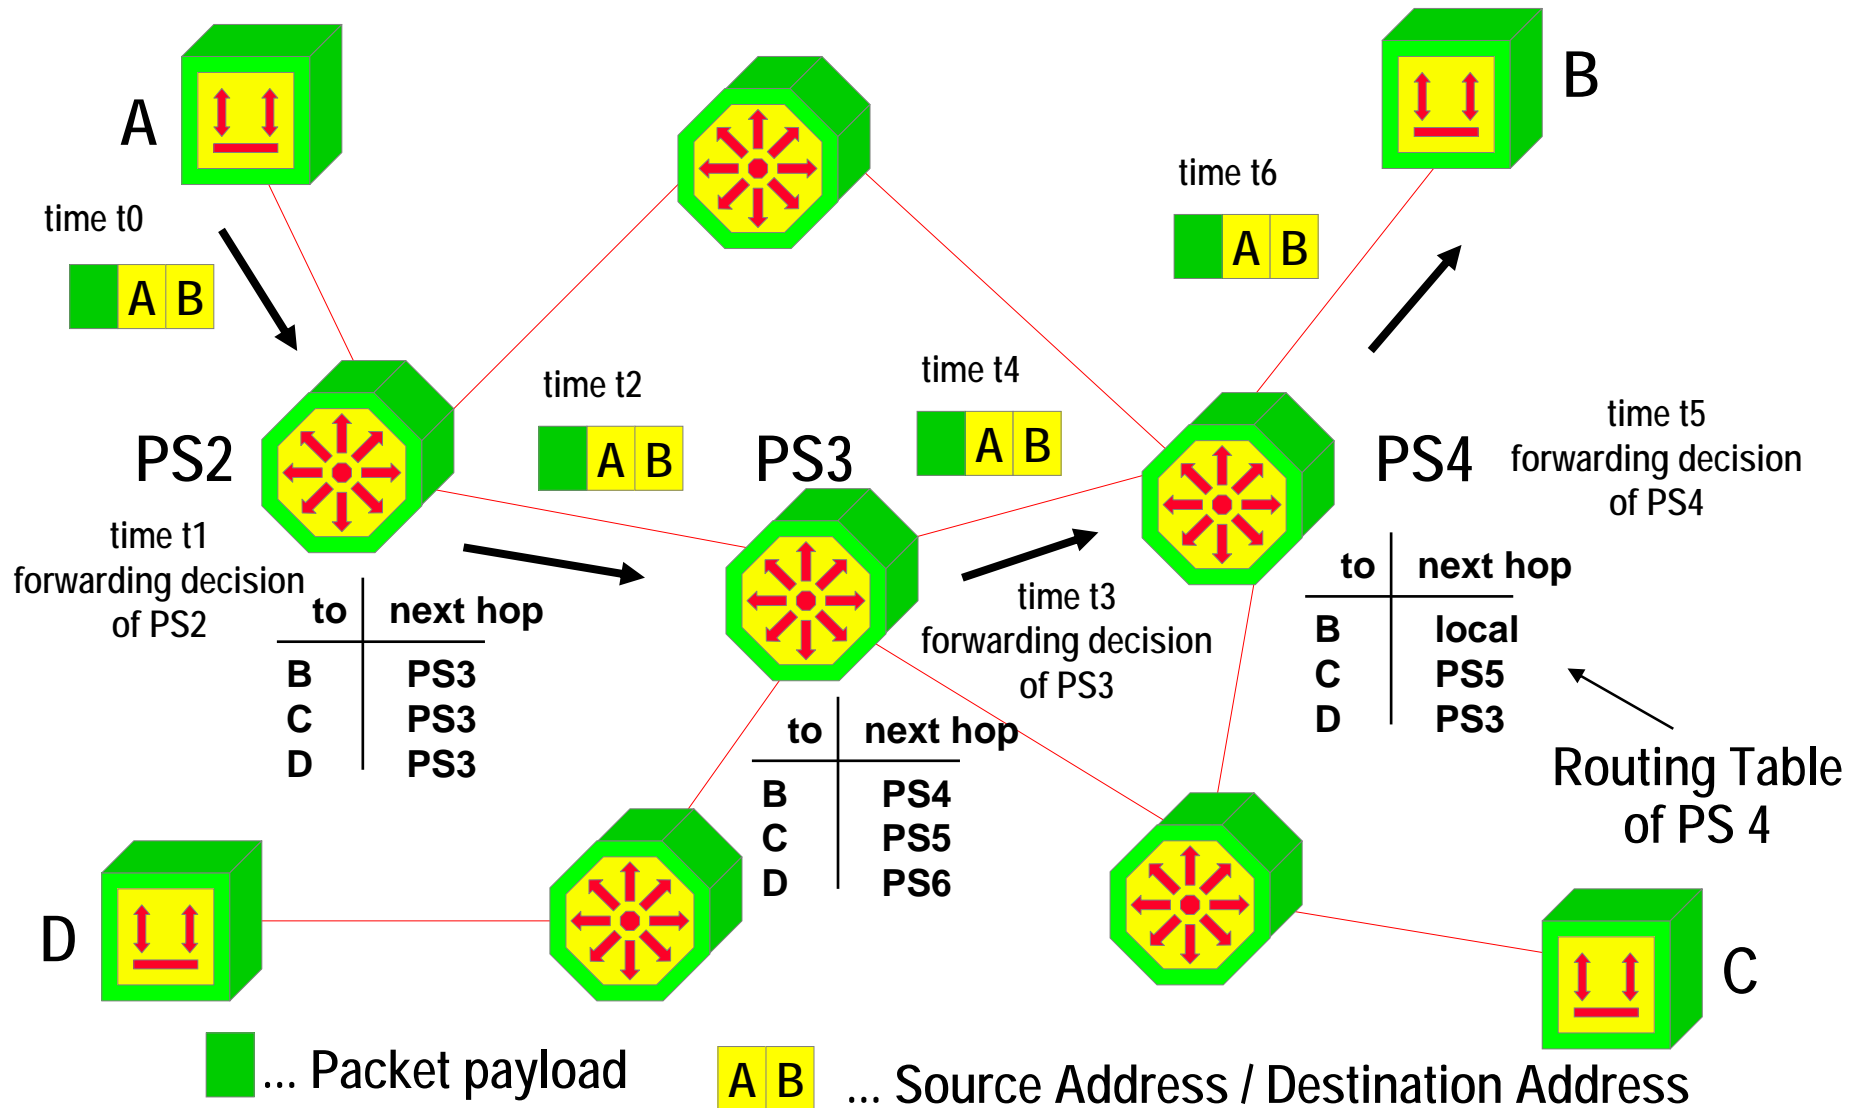 A
B
time t0
A B
time t6
A B
time t2
A B
time t4
A B
PS2
PS3
PS4
time t1
forwarding decision
of PS2
time t3
forwarding decision
of PS3
time t5
forwarding decision
of PS4
to next hop
B PS3
C PS3
D PS3
to next hop
B PS4
C PS5
D PS6
to next hop
B local
C PS5
D PS3
Routing Table
of PS 4
D
C
... Packet payload
A B ... Source Address / Destination Address